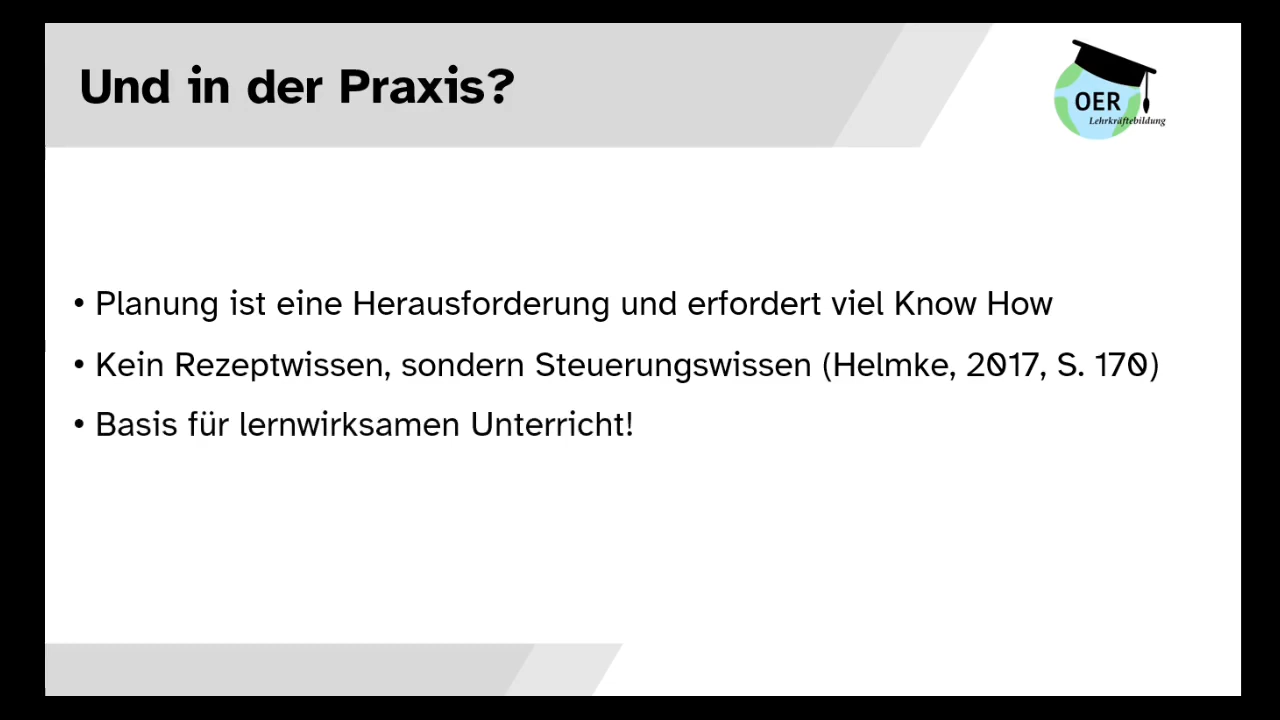 Und in der Praxis?
OER
Lehrkräftebildung
• Planung ist eine Herausforderung und erfordert viel Know How
• Kein Rezeptwissen, sondern Steuerungswissen (Helmke, 2017, S. 170)
• Basis für lernwirksamen Unterricht!